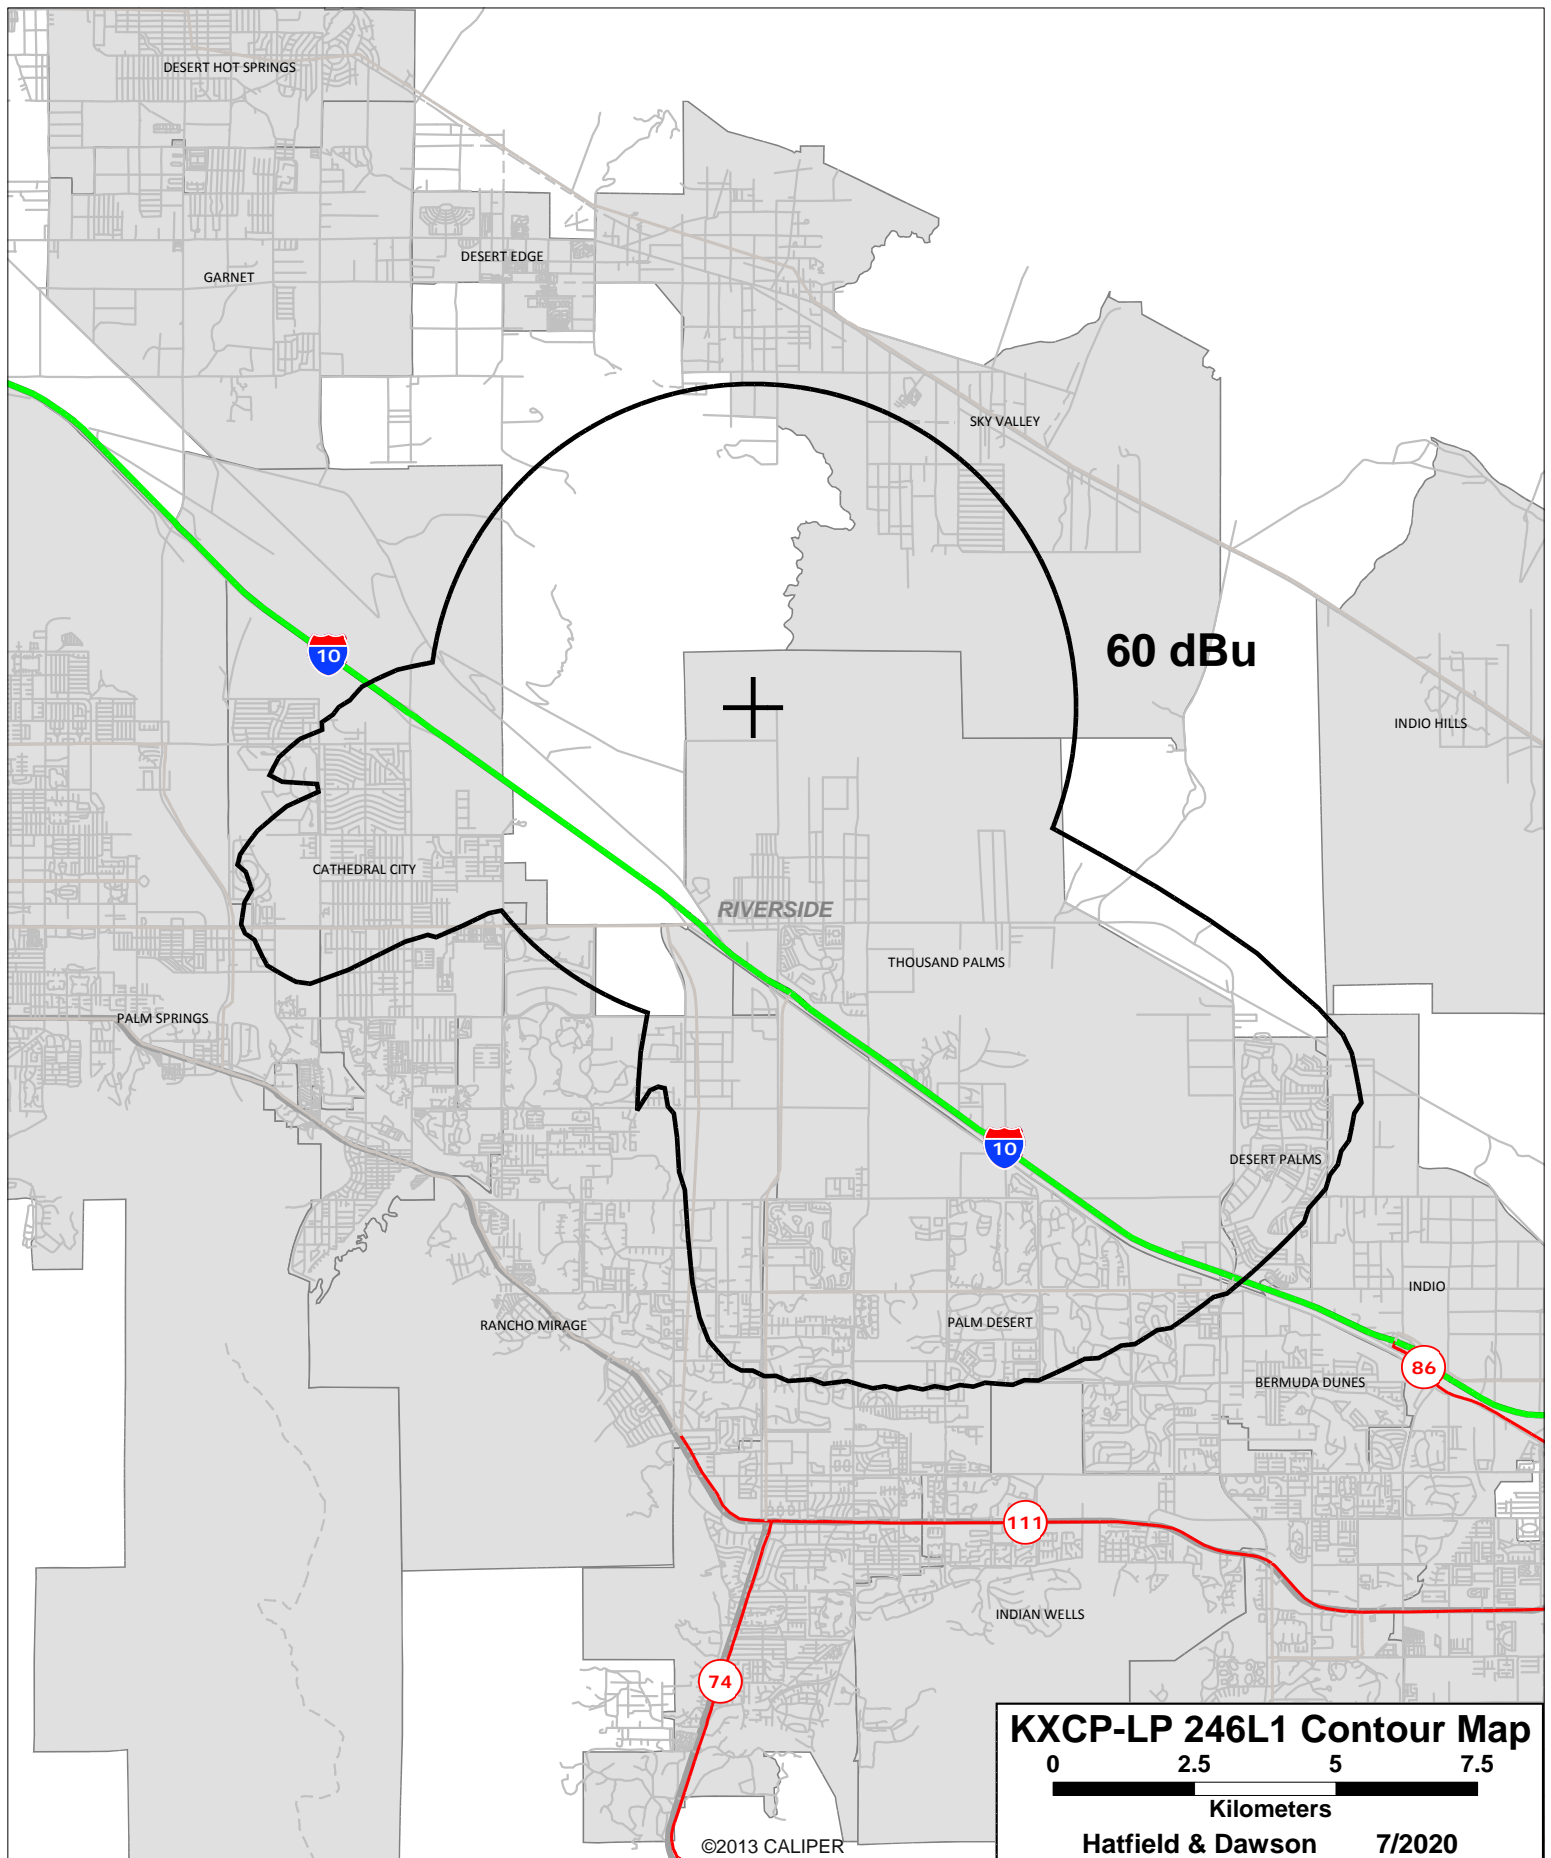 DESERT HOT SPRINGS
DESERT EDGE
GARNET
SKY VALLEY
10
60 dBu
INDIO HILLS
CATHEDRAL CITY
RIVERSIDE
THOUSAND PALMS
PALM SPRINGS
10
DESERT PALMS
INDIO
RANCHO MIRAGE
PALM DESERT
86
BERMUDA DUNES
111
INDIAN WELLS
74
KXCP-LP 246L1 Contour Map
0 2.5 5 7.5
Kilometers
Hatfield & Dawson 7/2020
©2013 CALIPER